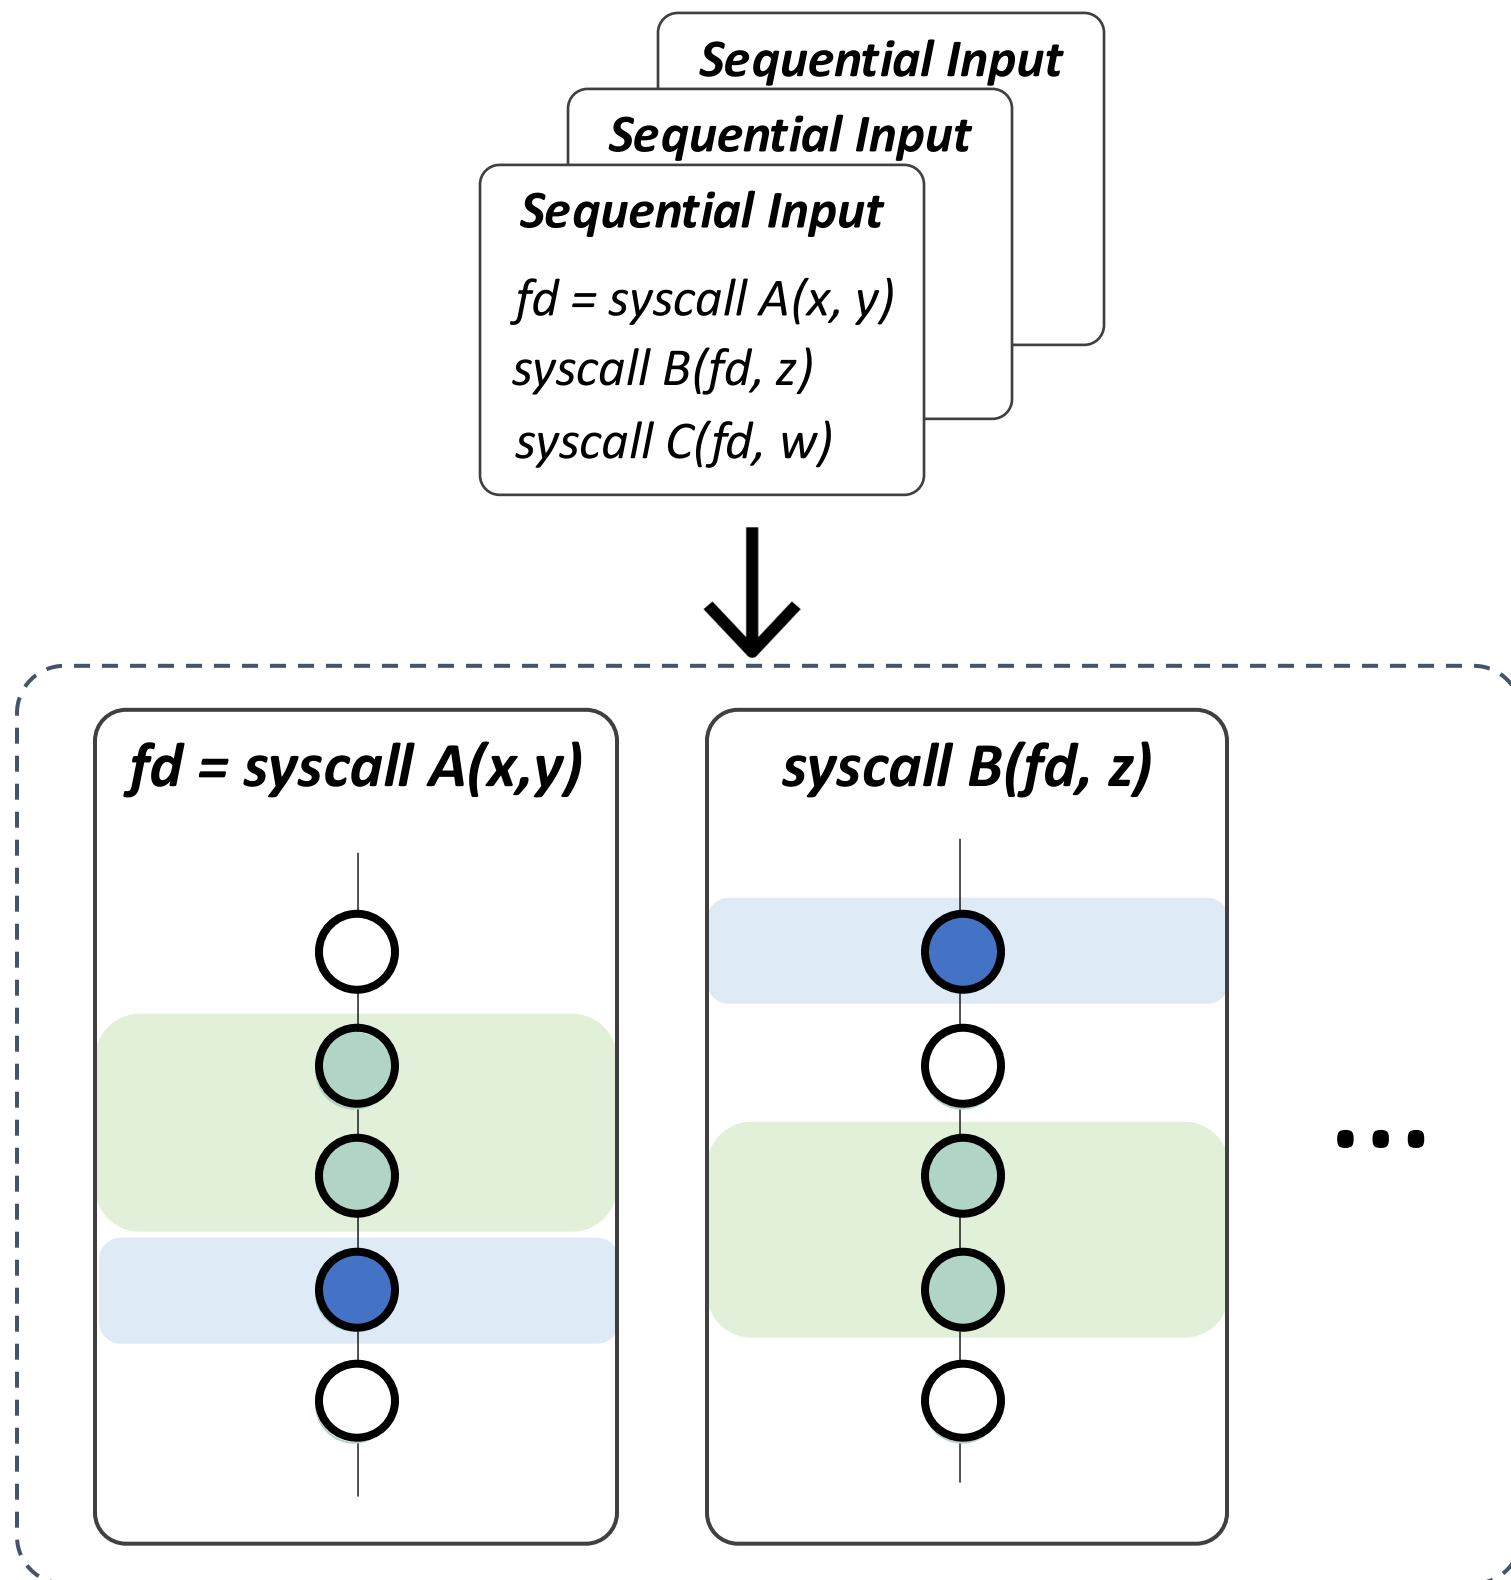 Sequential Input
Sequential Input
Sequential Input
fd = syscall A(x, y)
syscall B(fd, z)
syscall C(fd, w)
fd = syscall A(x,y)
syscall B(fd, z)
...